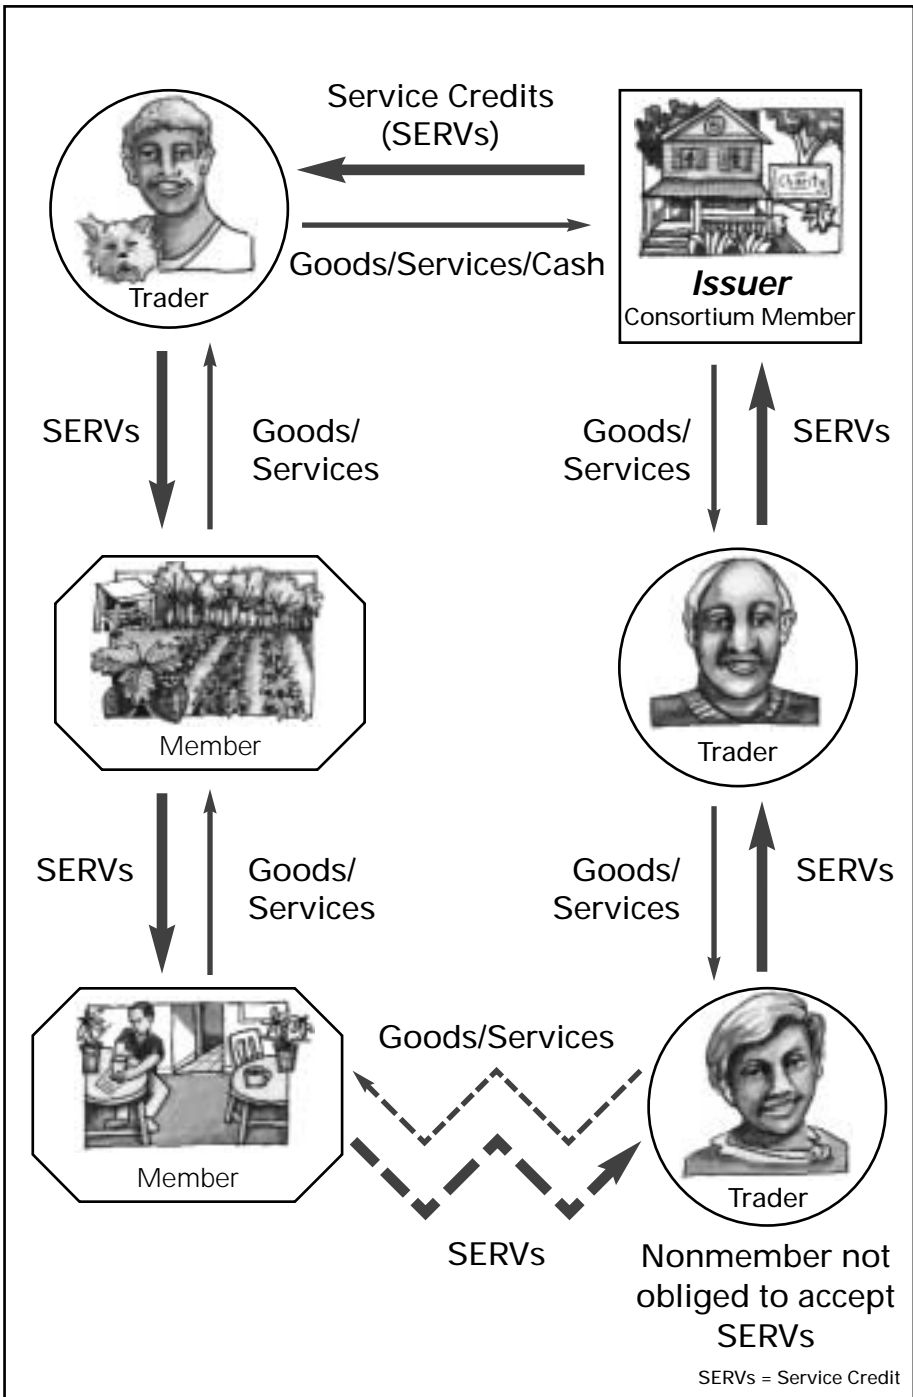 Service Credits
(SERVs)
Charity
Goods/Services/Cash
Trader
Issuer
Consortium Member
SERVs
Goods/
Services
Goods/
Services
SERVs
Member
Trader
SERVs
Goods/
Services
Goods/
Services
SERVs
Goods/Services
Member
Trader
SERVs
Nonmember not
obliged to accept
SERVs
SERVs = Service Credit